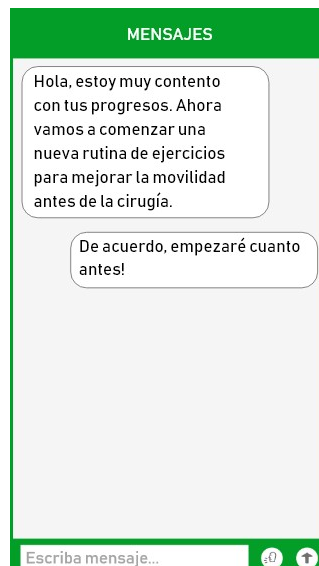 MENSAJES
Hola, estoy muy contento
con tus progresos. Ahora
vamos a comenzar una
nueva rutina de ejercicios
para mejorar la movilidad
antes de la cirugía.
De acuerdo, empezaré cuanto
antes!
Escriba mensaje...